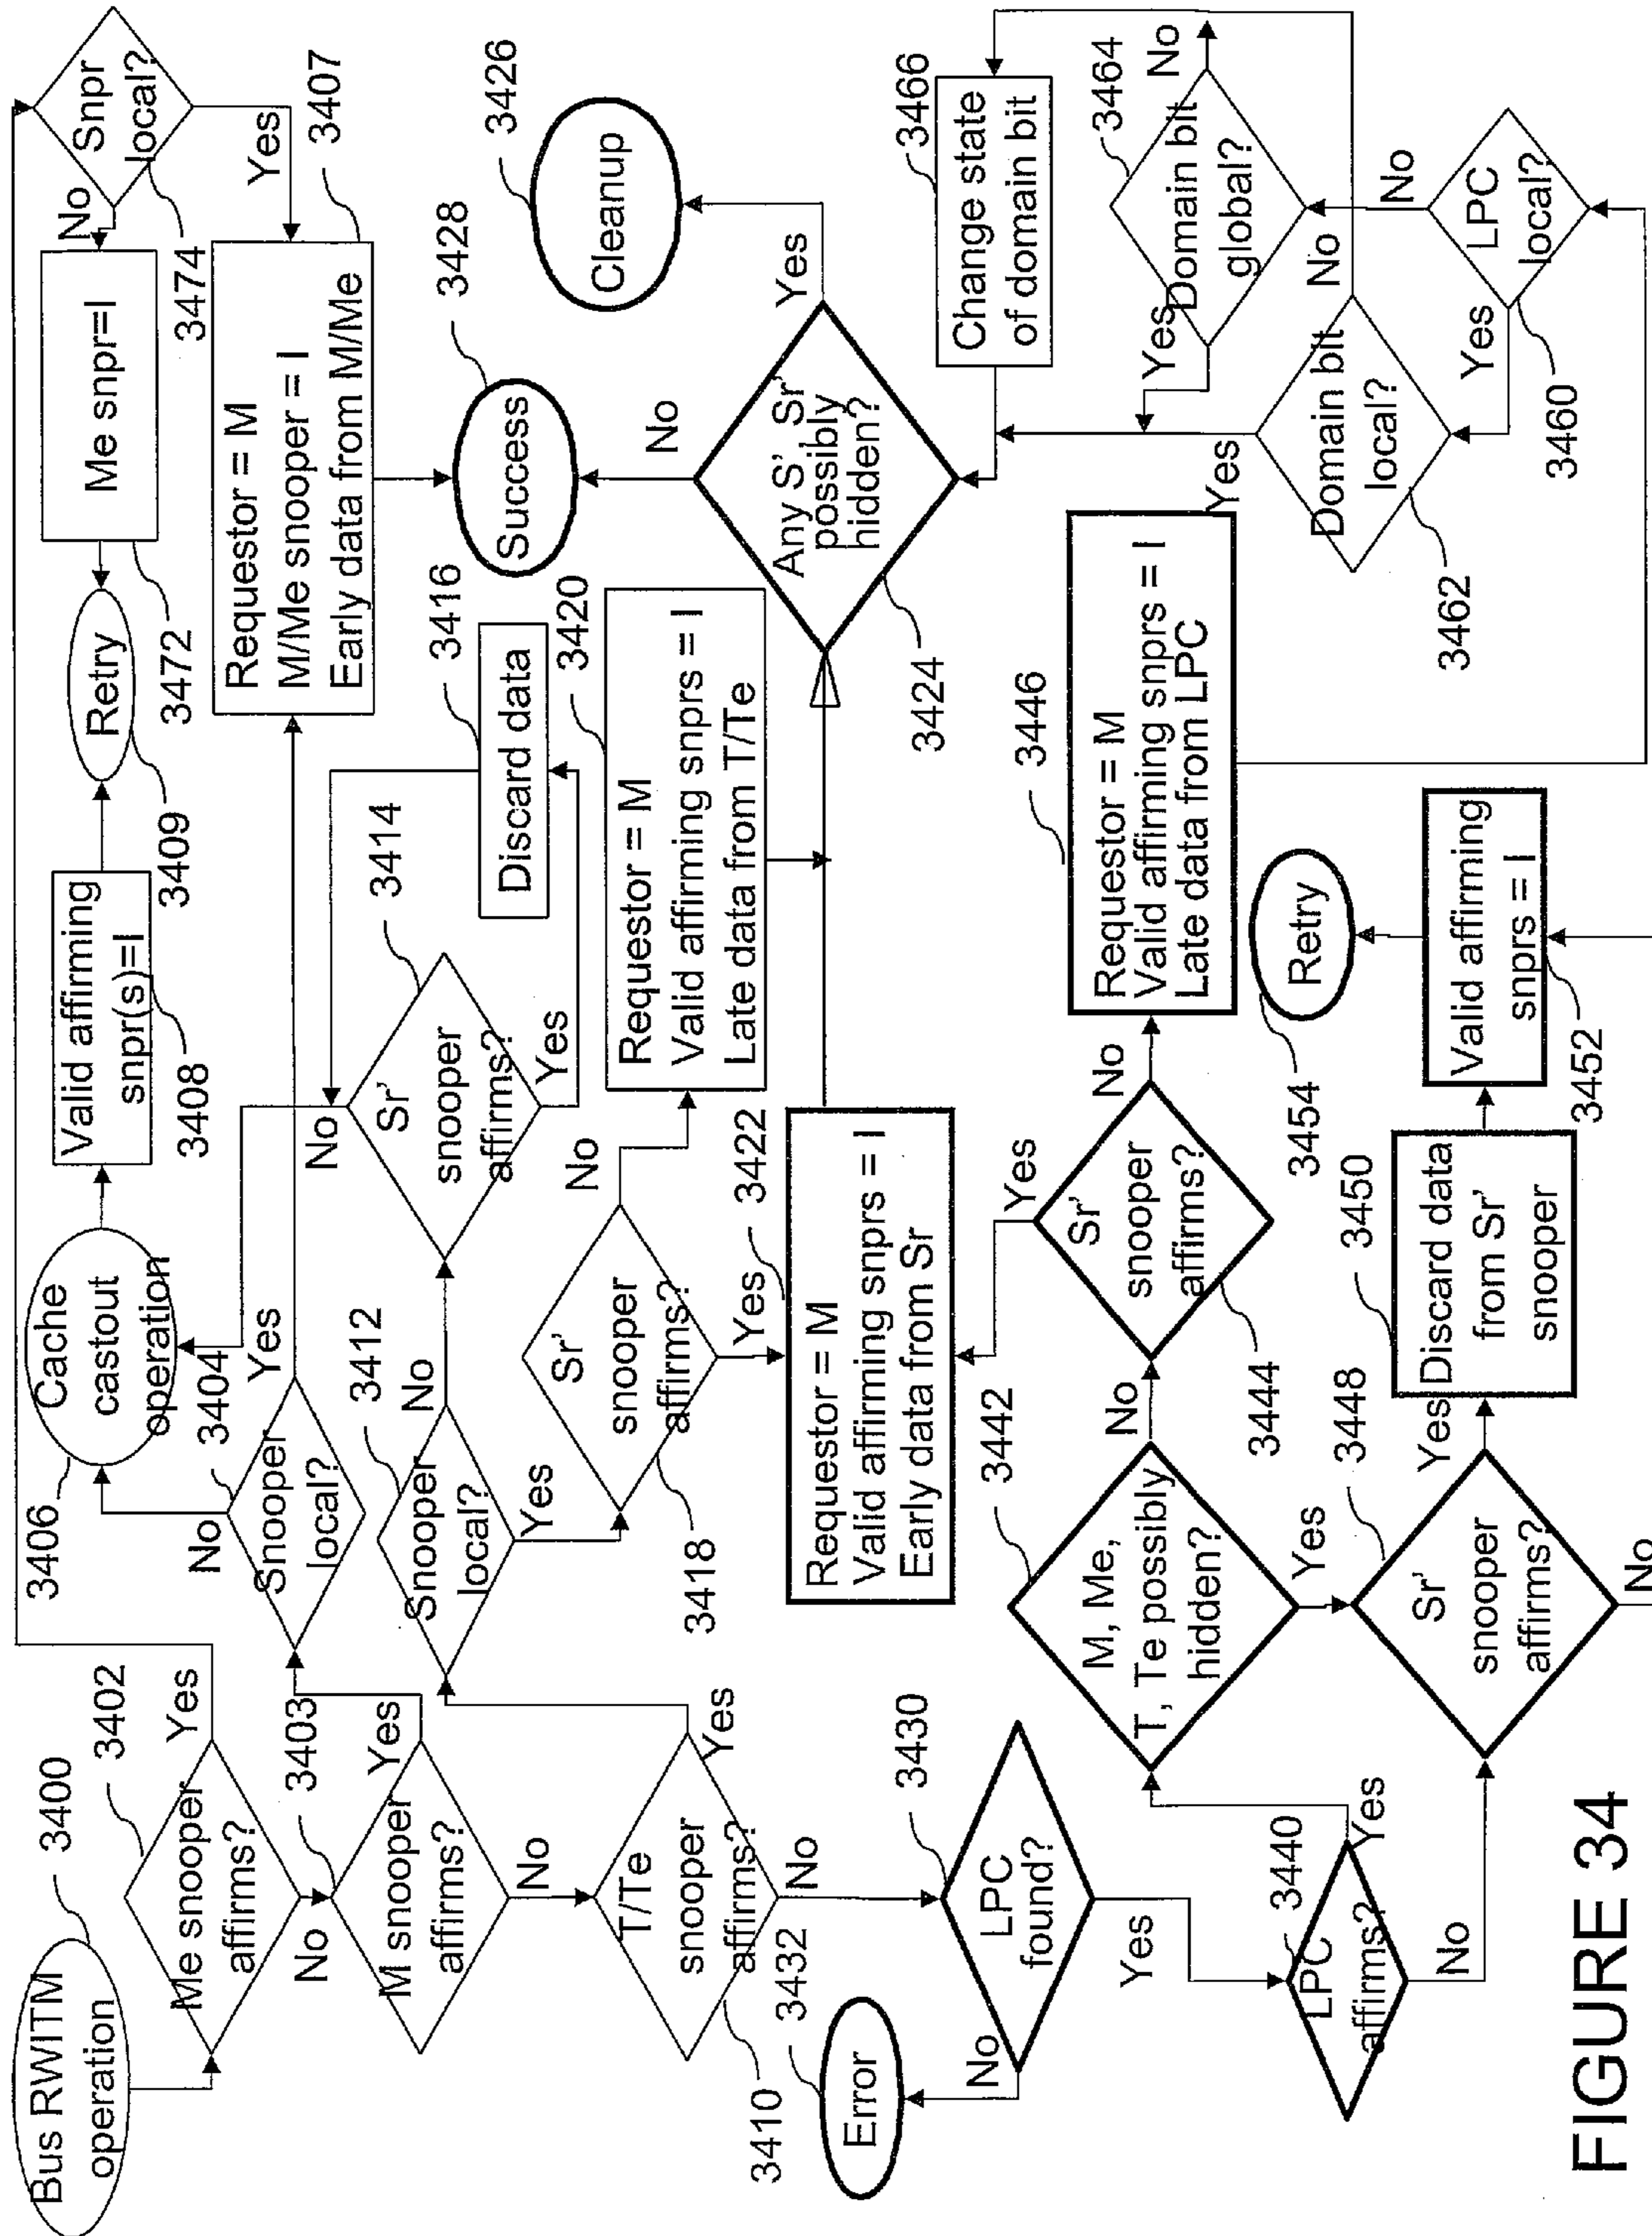 Bus RWITM
operation
3400
Me snooper
affirms?
3402
Yes
No
M snooper
affirms?
3403
Yes
No
T/Te
snooper
affirms?
3410
Yes
No
Snooper
local?
3404
No
Yes
Cache
castout
operation
3406
Valid affirming
snpr(s)=I
3408
Retry
3409
Me snpr=I
3472
Snpr
local?
3474
No
Yes
Requestor = M
M/Me snooper = I
Early data from M/Me
3407
Snooper
local?
3412
No
Yes
Sr'
snooper
affirms?
3414
No
Yes
Discard data
3416
Sr'
snooper
affirms?
3418
No
Yes
Requestor = M
Valid affirming snprs = I
Late data from T/Te
3420
Requestor = M
Valid affirming snprs = I
Early data from Sr
3422
Any S' Sr'
possibly
hidden?
3424
No
Yes
Success
3428
Cleanup
3426
LPC
found?
3430
No
Yes
Error
3432
LPC
affirms?
3440
Yes
No
M, Me,
T, Te possibly
hidden?
3442
No
Yes
Sr'
snooper
affirms?
3444
Yes
No
Requestor = M
Valid affirming snprs = I
Late data from LPC
3446
Sr'
snooper
affirms?
3448
Yes
No
Discard data
from Sr'
snooper
3450
Valid affirming
snprs = I
3452
Retry
3454
LPC
local?
3460
Yes
No
Domain bit
local?
3462
Yes
No
Domain bit
global?
3464
Yes
No
Change state
of domain bit
3466
FIGURE 34